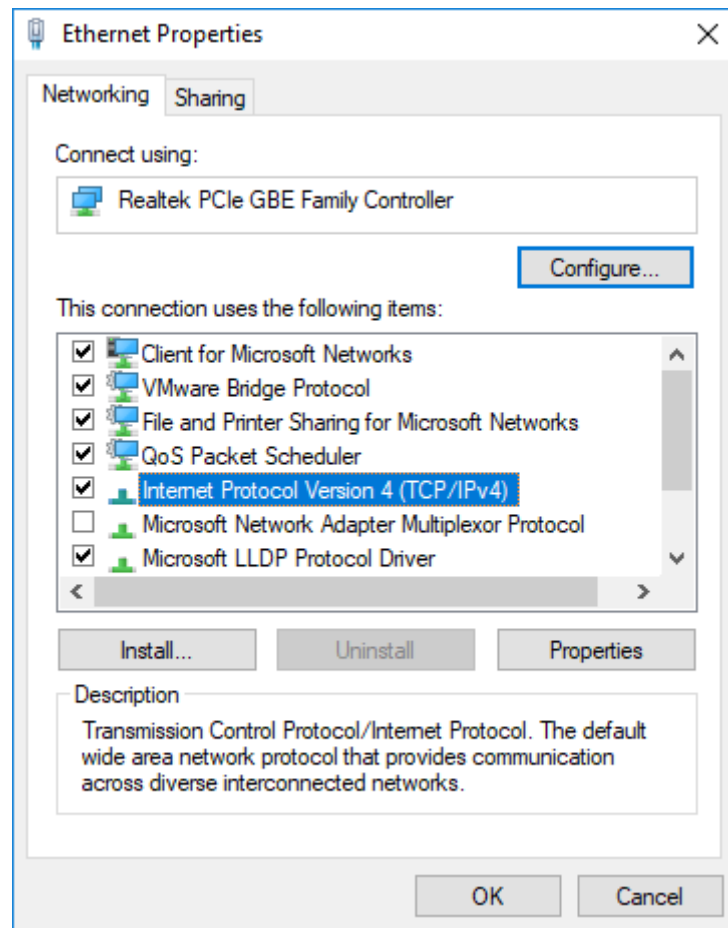 Ethernet Properties
Networking
Sharing
Connect using:
Realtek PCIe GBE Family Controller
Configure...
This connection uses the following items:
Client for Microsoft Networks
VMware Bridge Protocol
File and Printer Sharing for Microsoft Networks
QoS Packet Scheduler
Internet Protocol Version 4 (TCP/IPv4)
Microsoft Network Adapter Multiplexor Protocol
Microsoft LLDP Protocol Driver
Install...
Uninstall
Properties
Description
Transmission Control Protocol/Internet Protocol. The default
wide area network protocol that provides communication
across diverse interconnected networks.
OK
Cancel